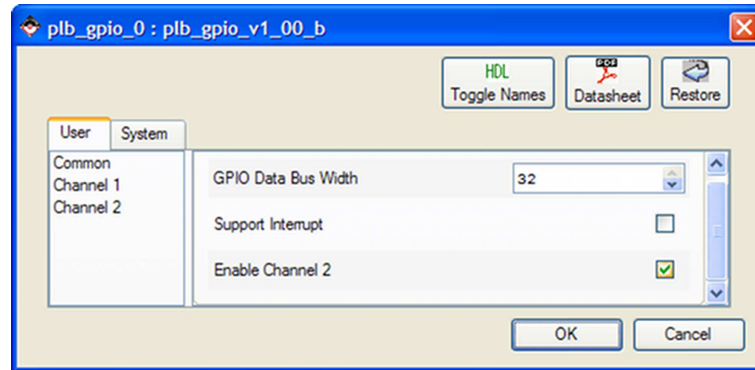 plb_gpio_0 : plb_gpio_v1_00_b
HDL
Toggle Names
PDF
Datasheet
Restore
User
System
Common
Channel 1
Channel 2
GPIO Data Bus Width
32
Support Interrupt
Enable Channel 2
OK
Cancel